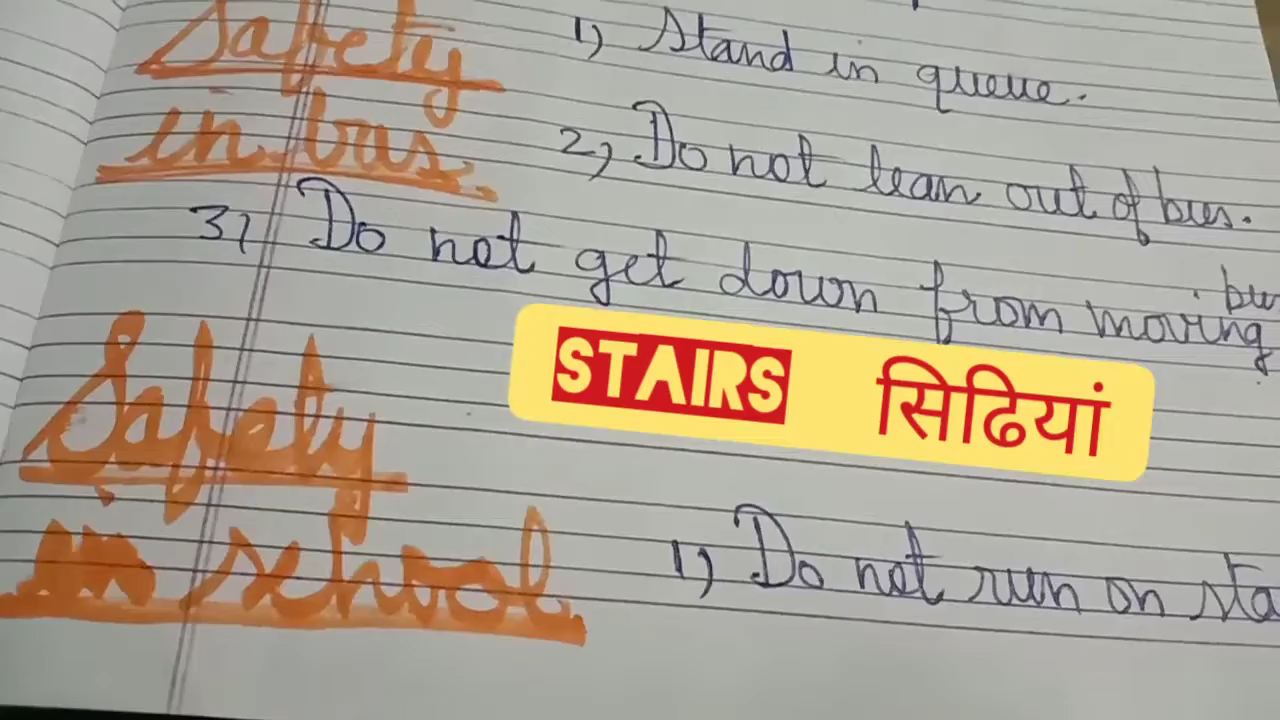 Safety
in bus.
1) Stand in queue.
2) Do not lean out of bus.
3) Do not get down from moving
STAIRS सिढियां
Safety
in school
1) Do not run on